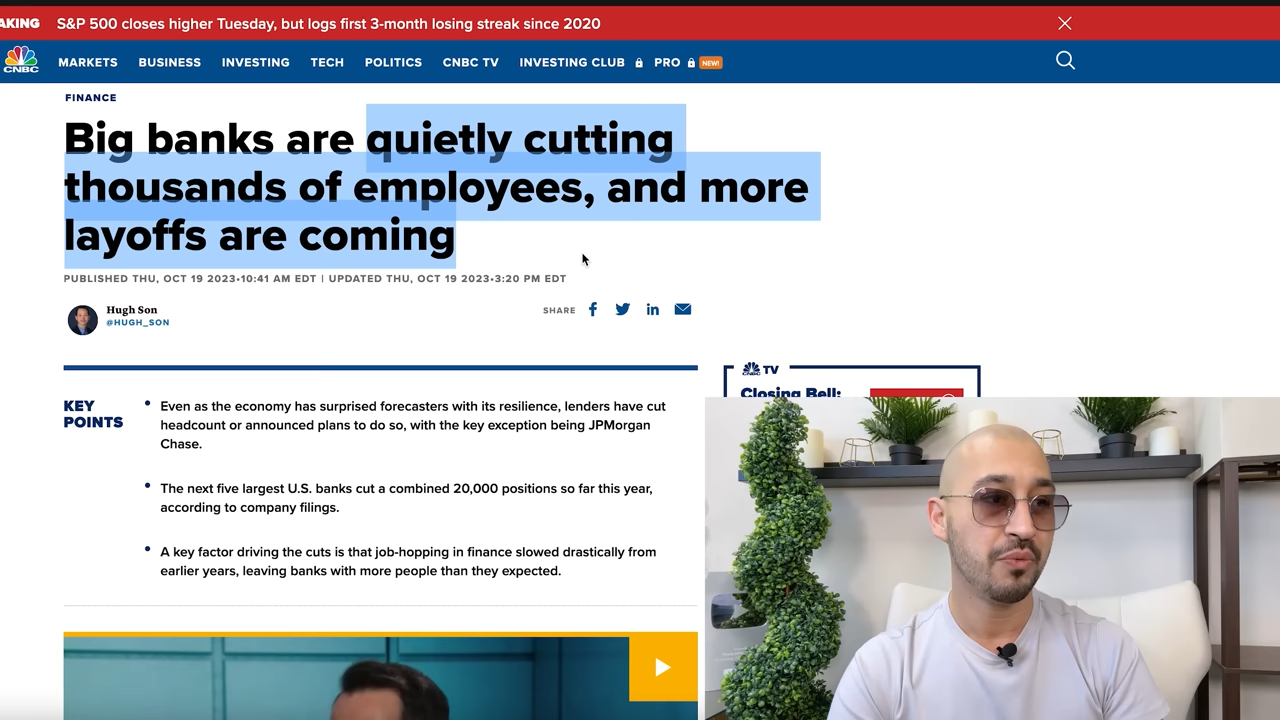 AKING S&P 500 closes higher Tuesday, but logs first 3-month losing streak since 2020
CNBC MARKETS BUSINESS INVESTING TECH POLITICS CNBC TV INVESTING CLUB PRO NEW!
FINANCE
Big banks are quietly cutting
thousands of employees, and more
layoffs are coming
PUBLISHED THU, OCT 19 2023•10:41 AM EDT | UPDATED THU, OCT 19 2023•3:20 PM EDT
Hugh Son
@HUGH_SON
SHARE
KEY
POINTS
• Even as the economy has surprised forecasters with its resilience, lenders have cut
headcount or announced plans to do so, with the key exception being JPMorgan
Chase.
• The next five largest U.S. banks cut a combined 20,000 positions so far this year,
according to company filings.
• A key factor driving the cuts is that job-hopping in finance slowed drastically from
earlier years, leaving banks with more people than they expected.
CNBC TV
Closing Bell: